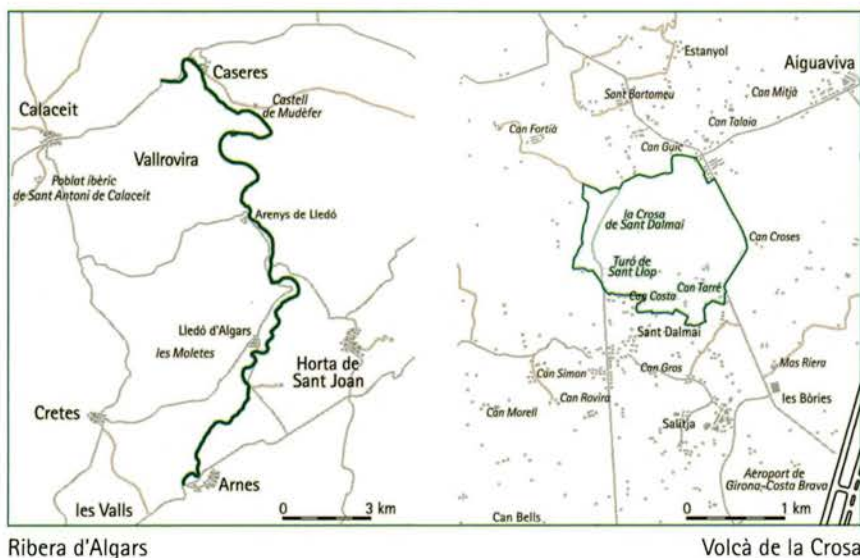 Caseres
Castell
de Mudèfer
Calaceit
Vallrovira
Poblat ibèric
de Sant Antoni de Calaceit
Arenys de Lledó
Lledó d'Algars
les Moletes
Horta de
Sant Joan
Cretes
Arnes
les Valls
0 3 km
Ribera d'Algars
Estanyol
Aiguaviva
Sant Bartomeu
Can Mitjà
Can Fortià
Can Talaia
Can Guic
la Crosa
de Sant Dalmai
Can Croses
Turó de
Sant Llop
Can Tarré
Can Costa
Sant Dalmai
Can Gros
Mas Riera
Can Simon
les Bòries
Can Rovira
Can Morell
Salitja
Aeroport de
Girona-Costa Brava
Can Bells
0 1 km
Volcà de la Crosa